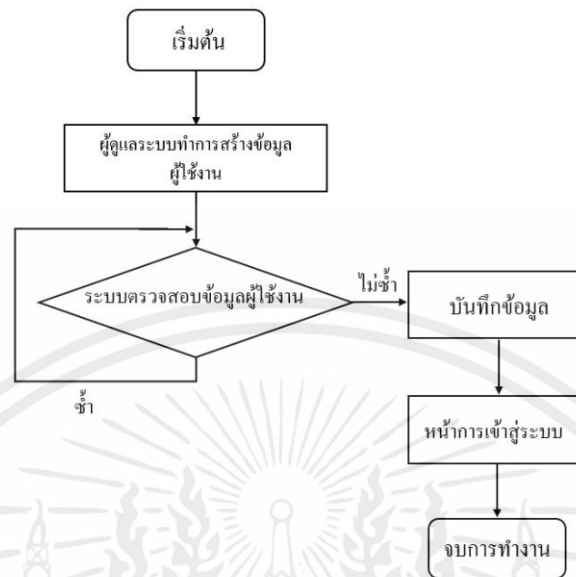 เริ่มต้น
ผู้ดูแลระบบทำการสร้างข้อมูล
ผู้ใช้งาน
ระบบตรวจสอบข้อมูลผู้ใช้งาน
ไม่ซ้ำ
บันทึกข้อมูล
ซ้ำ
หน้าการเข้าสู่ระบบ
จบการทำงาน